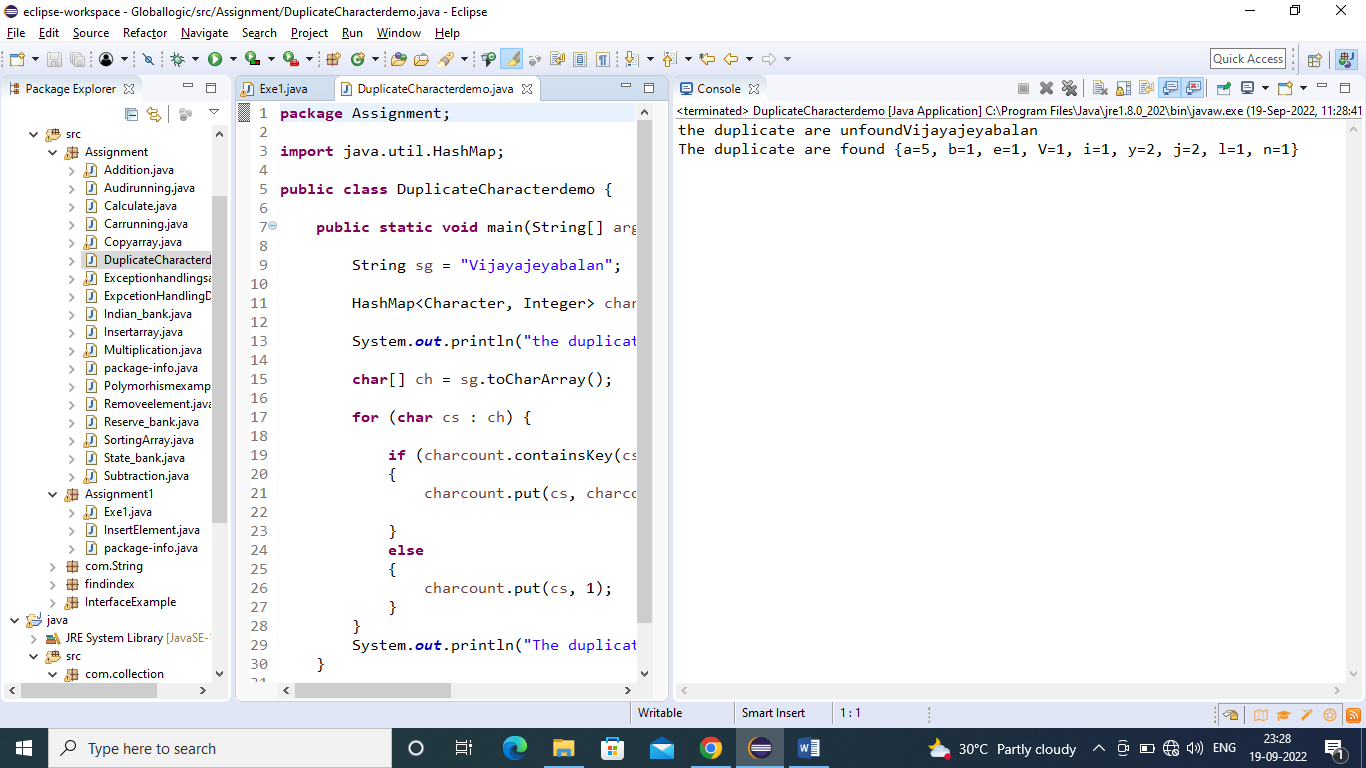 eclipse-workspace - Globallogic/src/Assignment/DuplicateCharacterdemo.java - Eclipse
File Edit Source Refactor Navigate Search Project Run Window Help
Quick Access
Package Explorer
src
Assignment
Addition.java
Audirunning.java
Calculate.java
Carrunning.java
Copyarray.java
DuplicateCharacterd
Exceptionhandlingsa
ExpcetionHandlingD
Indian_bank.java
Insertarray.java
Multiplication.java
package-info.java
Polymorhismexamp
Removeelement.java
Reserve_bank.java
SortingArray.java
State_bank.java
Subtraction.java
Assignment1
Exe1.java
InsertElement.java
package-info.java
com.String
findindex
InterfaceExample
java
JRE System Library [JavaSE-
src
com.collection
Exe1.java DuplicateCharacterdemo.java
1 package Assignment;
2
3 import java.util.HashMap;
4
5 public class DuplicateCharacterdemo {
6
7 public static void main(String[] arg
8
9 String sg = "Vijayajeyabalan";
10
11 HashMap<Character, Integer> char
12
13 System.out.println("the duplicat
14
15 char[] ch = sg.toCharArray();
16
17 for (char cs : ch) {
18
19 if (charcount.containsKey(cs
20 {
21 charcount.put(cs, charco
22
23 }
24 else
25 {
26 charcount.put(cs, 1);
27 }
28 }
29 System.out.println("The duplicat
30 }
Console
<terminated> DuplicateCharacterdemo [Java Application] C:\Program Files\Java\jre1.8.0_202\bin\javaw.exe (19-Sep-2022, 11:28:41
the duplicate are unfoundVijayajeyabalan
The duplicate are found {a=5, b=1, e=1, V=1, i=1, y=2, j=2, l=1, n=1}
Writable Smart Insert 1 : 1
Type here to search
30°C Partly cloudy
ENG
23:28
19-09-2022
1